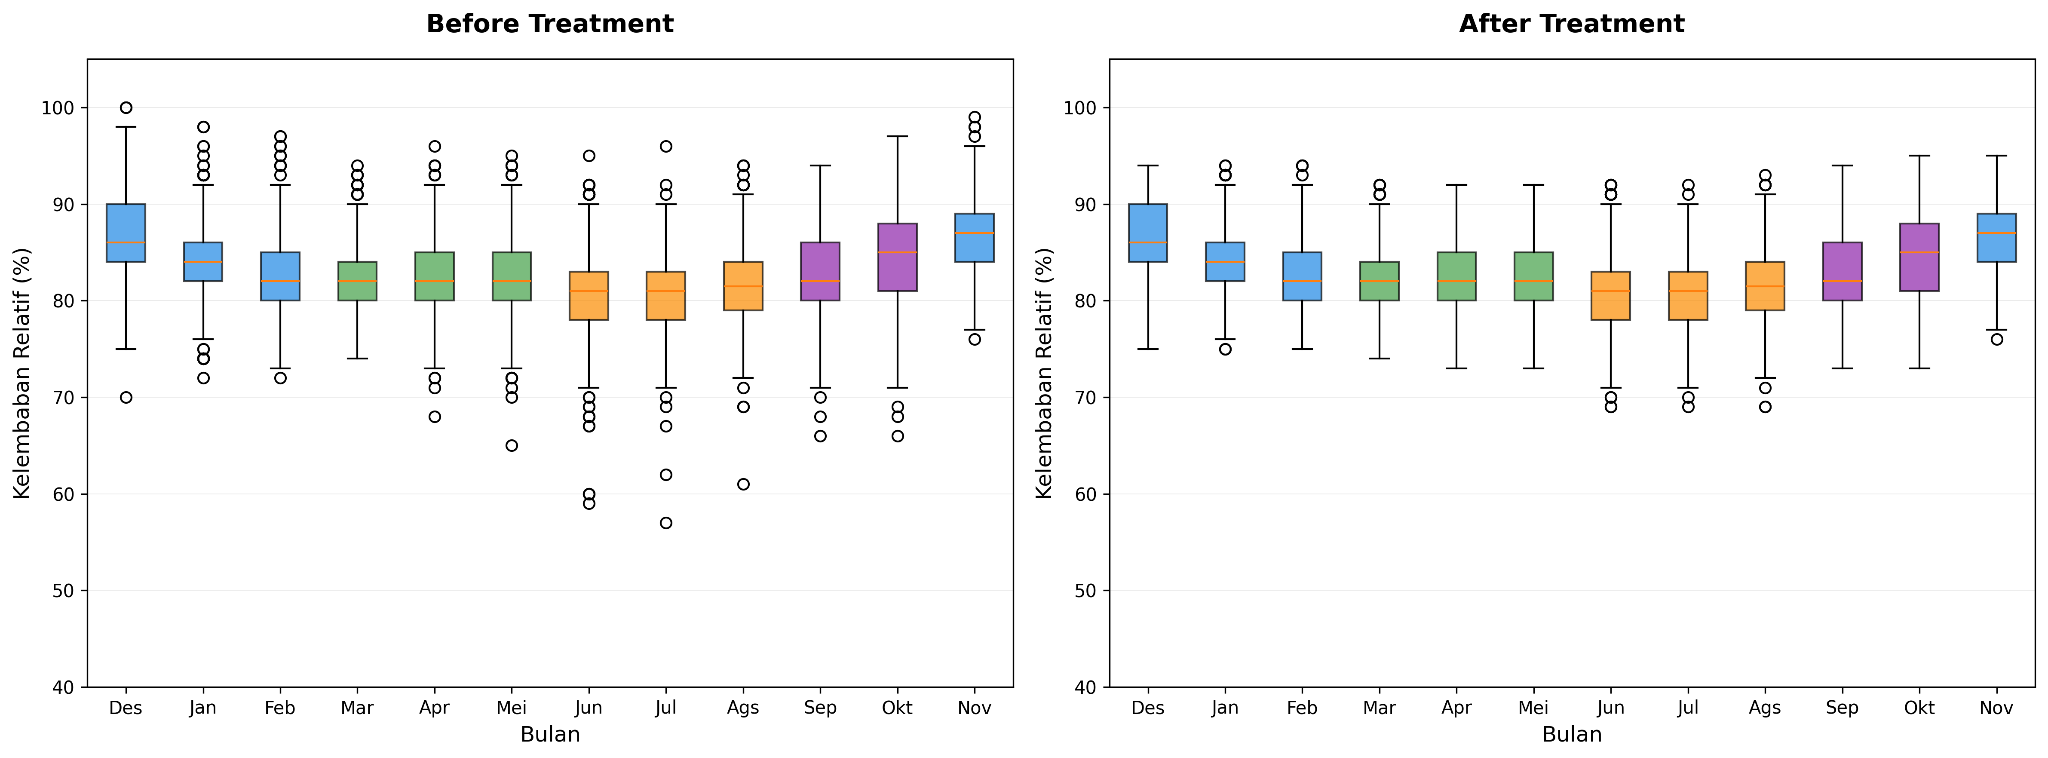 Before Treatment
Kelembaban Relatif (%)
100
90
80
70
60
50
40
Des Jan Feb Mar Apr Mei Jun Jul Ags Sep Okt Nov
Bulan
After Treatment
Kelembaban Relatif (%)
100
90
80
70
60
50
40
Des Jan Feb Mar Apr Mei Jun Jul Ags Sep Okt Nov
Bulan